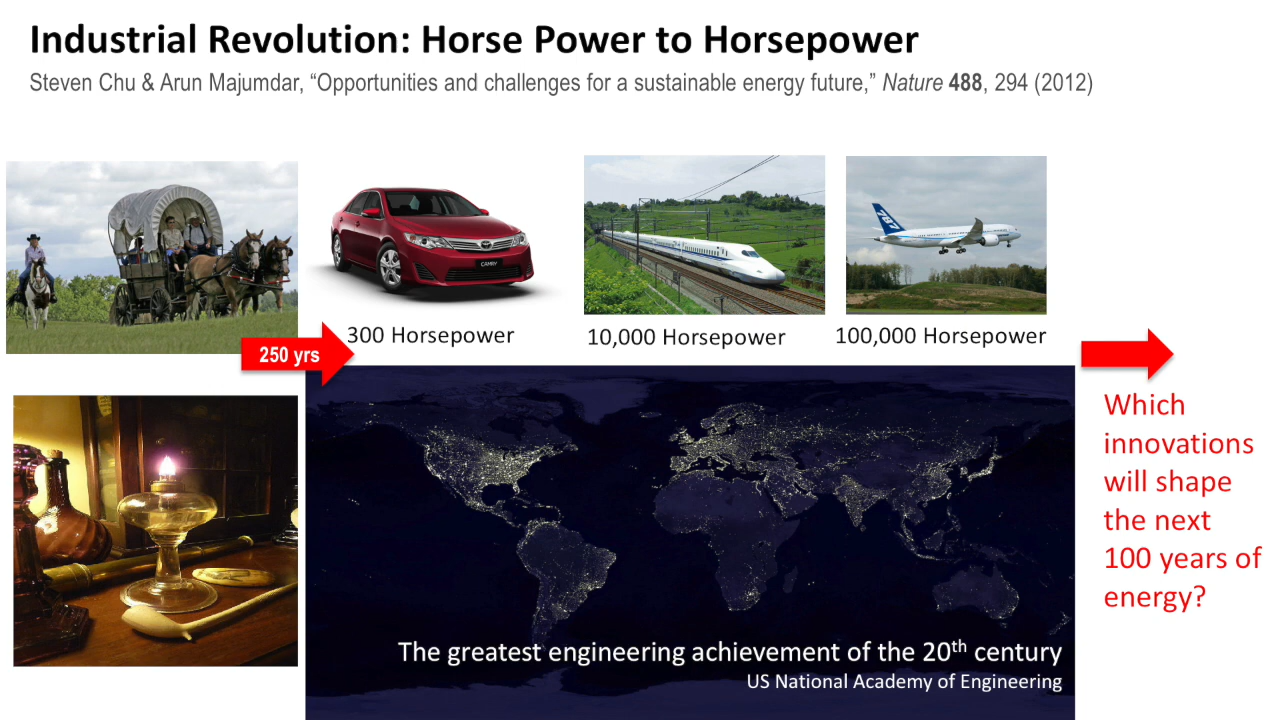 Industrial Revolution: Horse Power to Horsepower
Steven Chu & Arun Majumdar, “Opportunities and challenges for a sustainable energy future,” Nature 488, 294 (2012)
CAMRY
787
300 Horsepower
10,000 Horsepower
100,000 Horsepower
250 yrs
Which
innovations
will shape
the next
100 years of
energy?
The greatest engineering achievement of the 20th century
US National Academy of Engineering